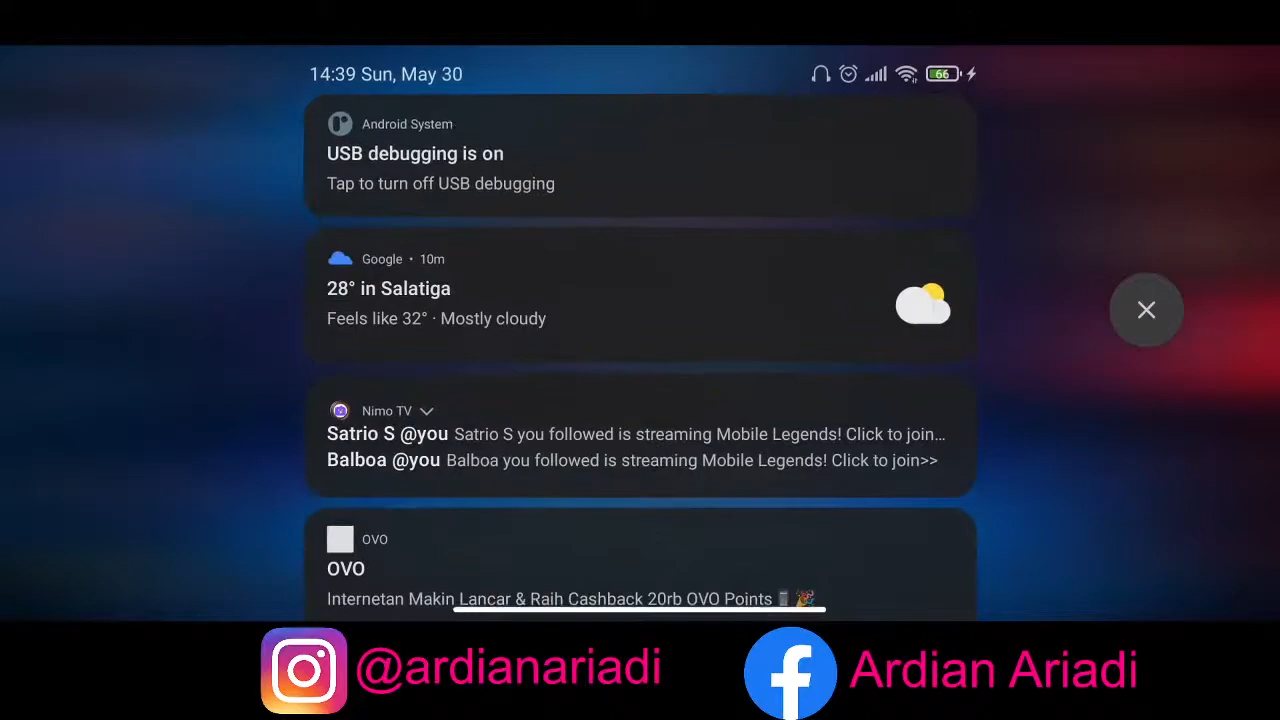 14:39 Sun, May 30
66
Android System
USB debugging is on
Tap to turn off USB debugging
Google • 10m
28° in Salatiga
Feels like 32° · Mostly cloudy
Nimo TV
Satrio S @you Satrio S you followed is streaming Mobile Legends! Click to join...
Balboa @you Balboa you followed is streaming Mobile Legends! Click to join>>
OVO
OVO
Internetan Makin Lancar & Raih Cashback 20rb OVO Points 📱🎉
@ardianariadi
Ardian Ariadi